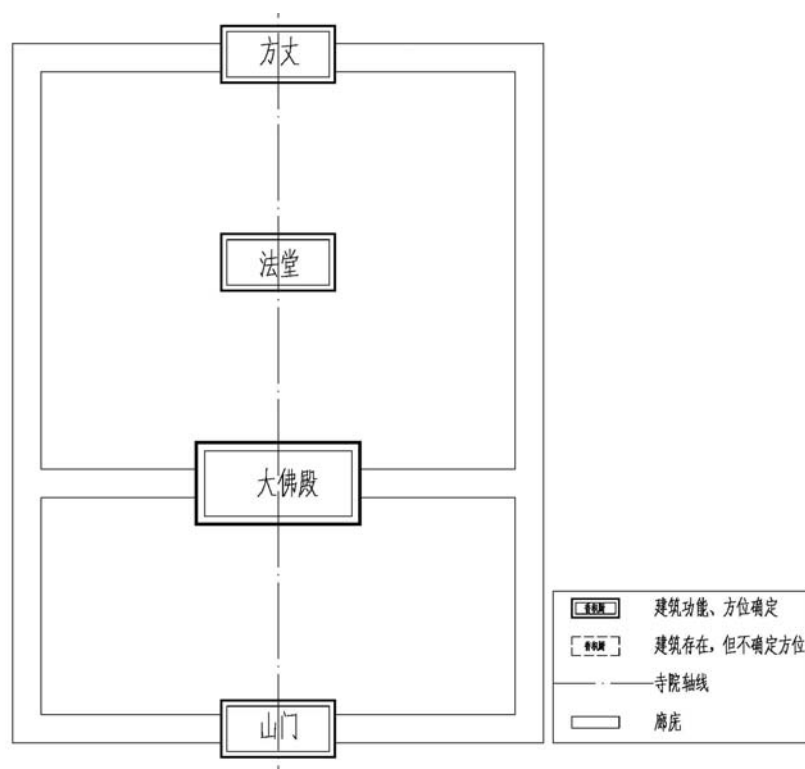 方丈
法堂
大佛殿
山门
建筑功能、方位确定
建筑存在，但不确定方位
寺院轴线
廊庑